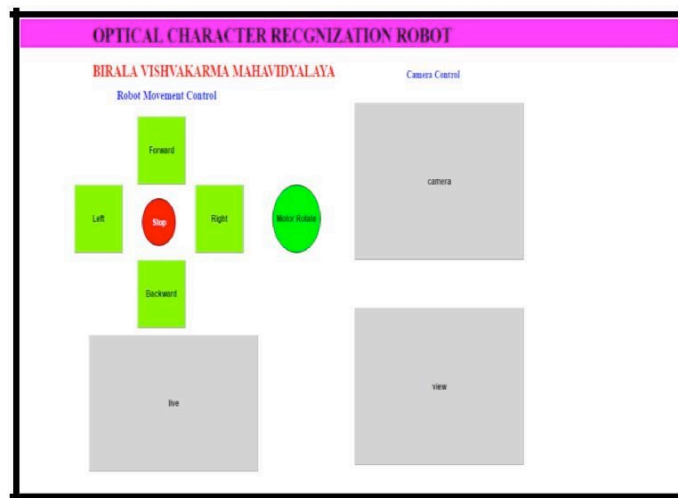 OPTICAL CHARACTER RECGNIZATION ROBOT
BIRALA VISHVAKARMA MAHAVIDYALAYA
Camera Control
Robot Movement Control
Forward
camera
Left
Stop
Right
Motor Rotate
Backward
live
view